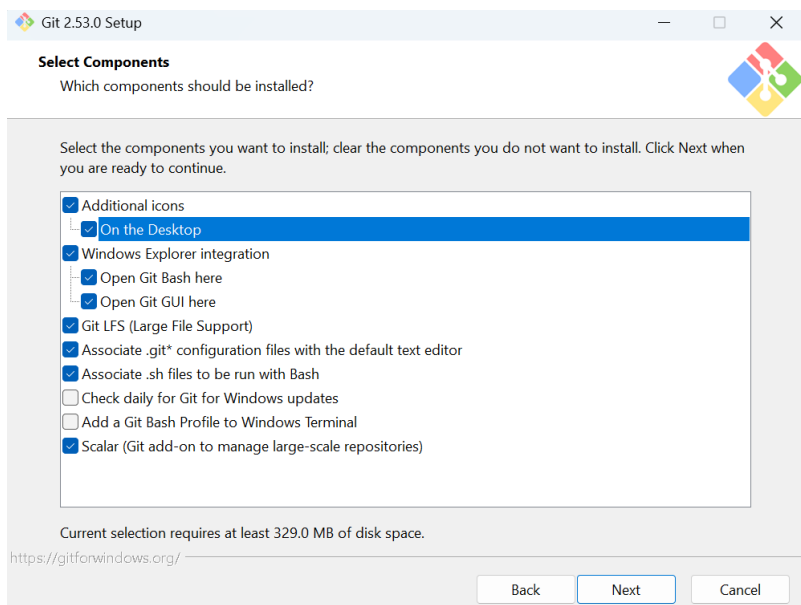 Git 2.53.0 Setup
Select Components
Which components should be installed?
Select the components you want to install; clear the components you do not want to install. Click Next when
you are ready to continue.
Additional icons
On the Desktop
Windows Explorer integration
Open Git Bash here
Open Git GUI here
Git LFS (Large File Support)
Associate .git* configuration files with the default text editor
Associate .sh files to be run with Bash
Check daily for Git for Windows updates
Add a Git Bash Profile to Windows Terminal
Scalar (Git add-on to manage large-scale repositories)
Current selection requires at least 329.0 MB of disk space.
https://gitforwindows.org/
Back
Next
Cancel